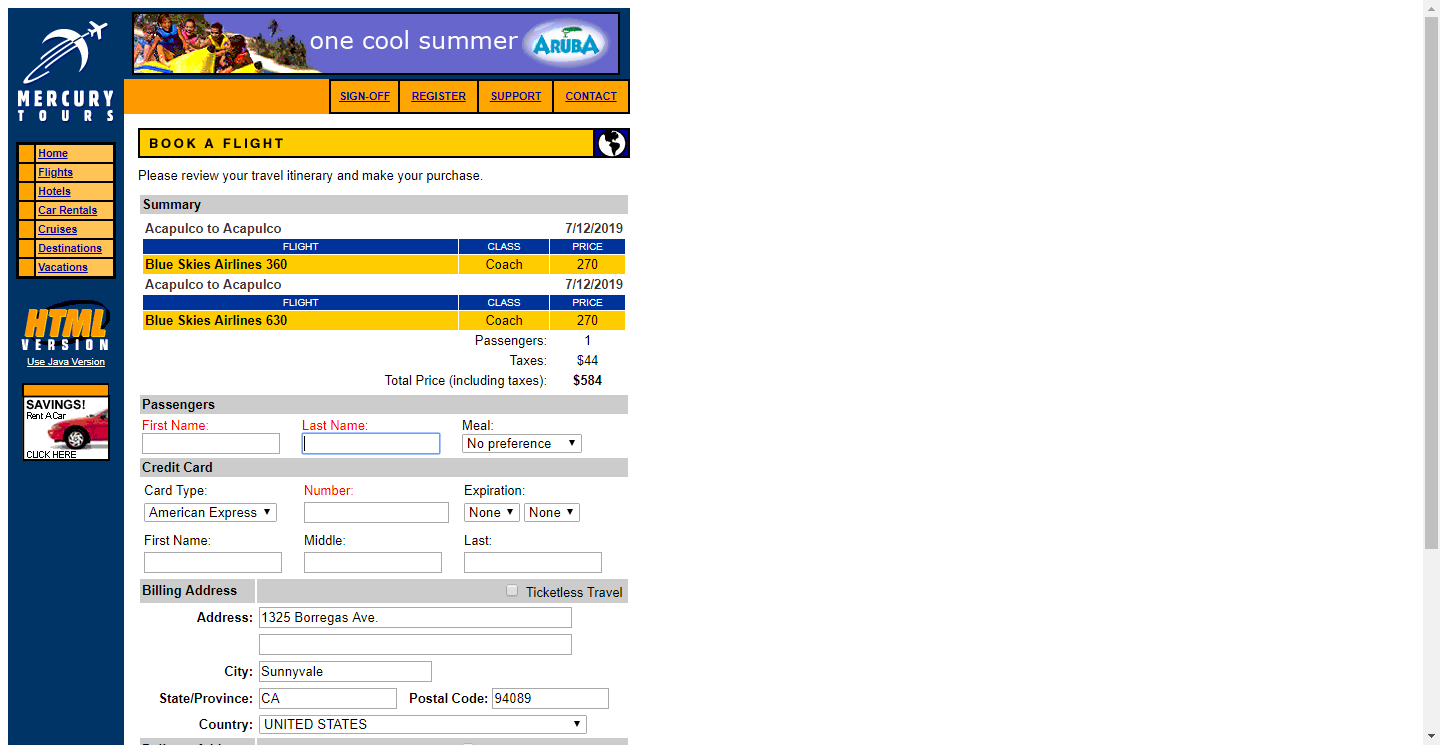 one cool summer ARUBA
MERCURY
TOURS
SIGN-OFF REGISTER SUPPORT CONTACT
Home
Flights
Hotels
Car Rentals
Cruises
Destinations
Vacations
HTML
VERSION
Use Java Version
SAVINGS!
Rent A Car
CLICK HERE
BOOK A FLIGHT
Please review your travel itinerary and make your purchase.
Summary
Acapulco to Acapulco 7/12/2019
FLIGHT CLASS PRICE
Blue Skies Airlines 360 Coach 270
Acapulco to Acapulco 7/12/2019
FLIGHT CLASS PRICE
Blue Skies Airlines 630 Coach 270
Passengers: 1
Taxes: $44
Total Price (including taxes): $584
Passengers
First Name: Last Name: Meal:
No preference
Credit Card
Card Type: Number: Expiration:
American Express None None
First Name: Middle: Last:
Billing Address Ticketless Travel
Address: 1325 Borregas Ave.
City: Sunnyvale
State/Province: CA Postal Code: 94089
Country: UNITED STATES